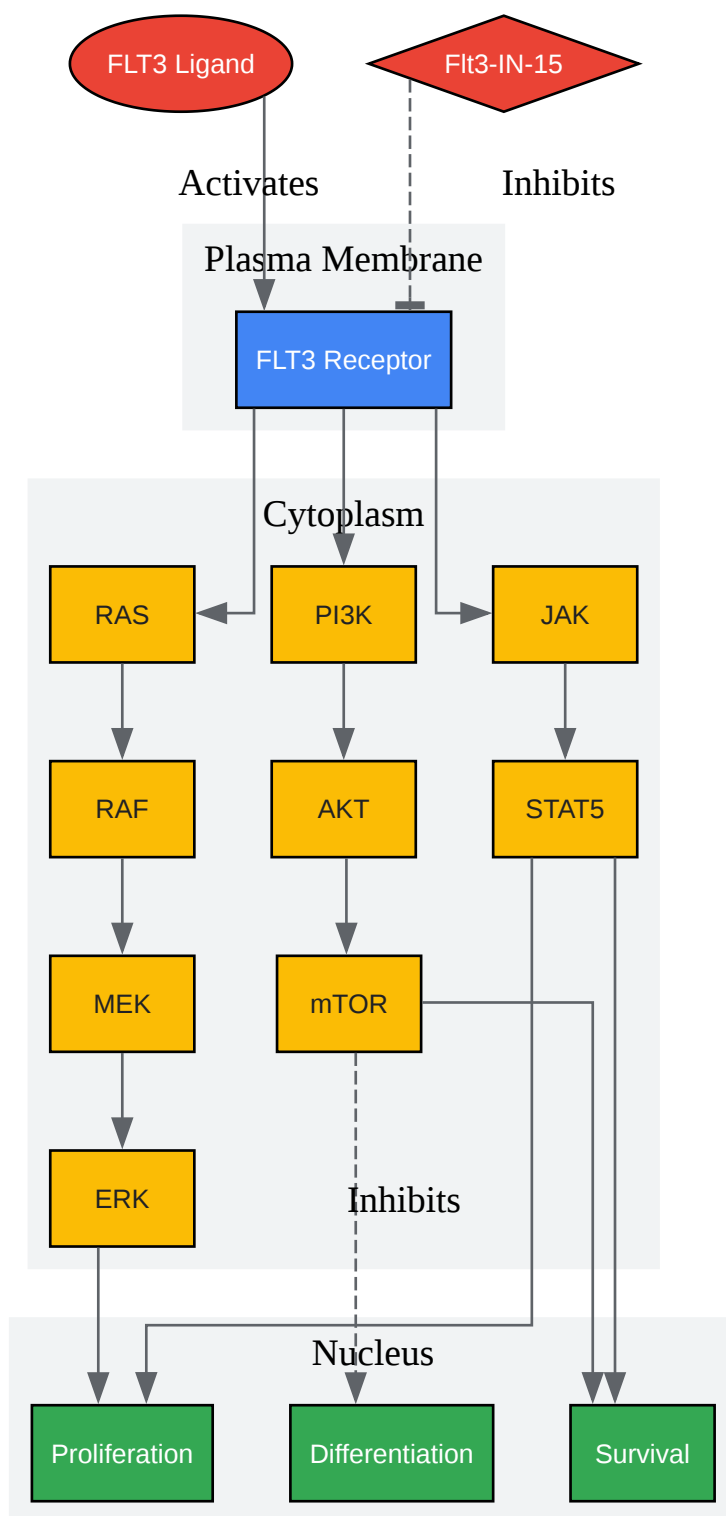 FLT3 Ligand
Flt3-IN-15
Activates
Inhibits
Plasma Membrane
FLT3 Receptor
Cytoplasm
RAS
PI3K
JAK
RAF
AKT
STAT5
MEK
mTOR
ERK
Inhibits
Nucleus
Proliferation
Differentiation
Survival